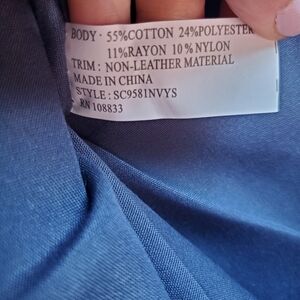 BODY: 55%COTTON 24%POLYESTER
11%RAYON 10%NYLON
TRIM: NON-LEATHER MATERIAL
MADE IN CHINA
STYLE: SC9581NVYS
RN 108833